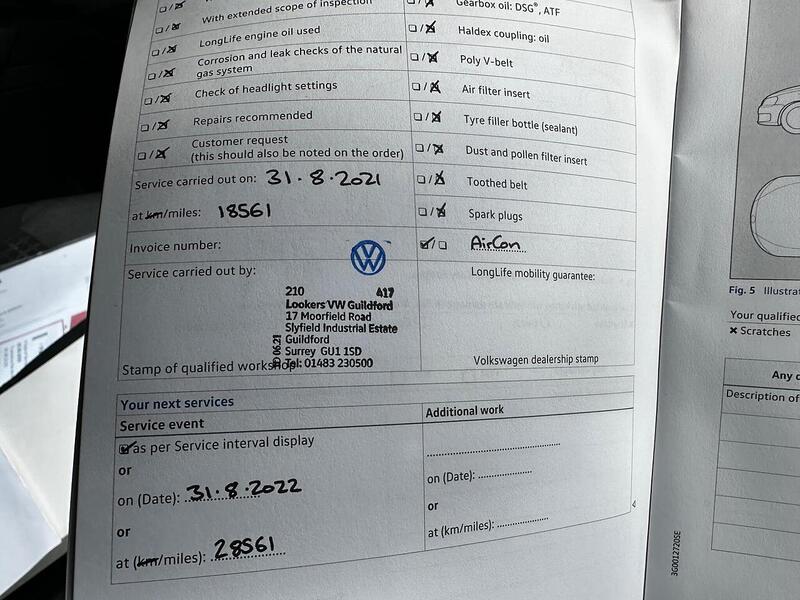 With extended scope of inspection
LongLife engine oil used
Corrosion and leak checks of the natural
gas system
Check of headlight settings
Repairs recommended
Customer request
(this should also be noted on the order)
Service carried out on: 31.8.2021
at km/miles: 18561
Invoice number:
Service carried out by:
210 417
Lookers VW Guildford
17 Moorfield Road
Slyfield Industrial Estate
Guildford
Surrey GU1 1SD
Tel: 01483 230500
Stamp of qualified workshop
Gearbox oil: DSG®, ATF
Haldex coupling: oil
Poly V-belt
Air filter insert
Tyre filler bottle (sealant)
Dust and pollen filter insert
Toothed belt
Spark plugs
AirCon
LongLife mobility guarantee:
Volkswagen dealership stamp
Your next services
Service event
as per Service interval display
or
on (Date): 31.8.2022
or
at (km/miles): 28561
Additional work
on (Date):
or
at (km/miles):
3G0012720SE
Fig. 5 Illustrat
Your qualified
Scratches
Any d
Description of